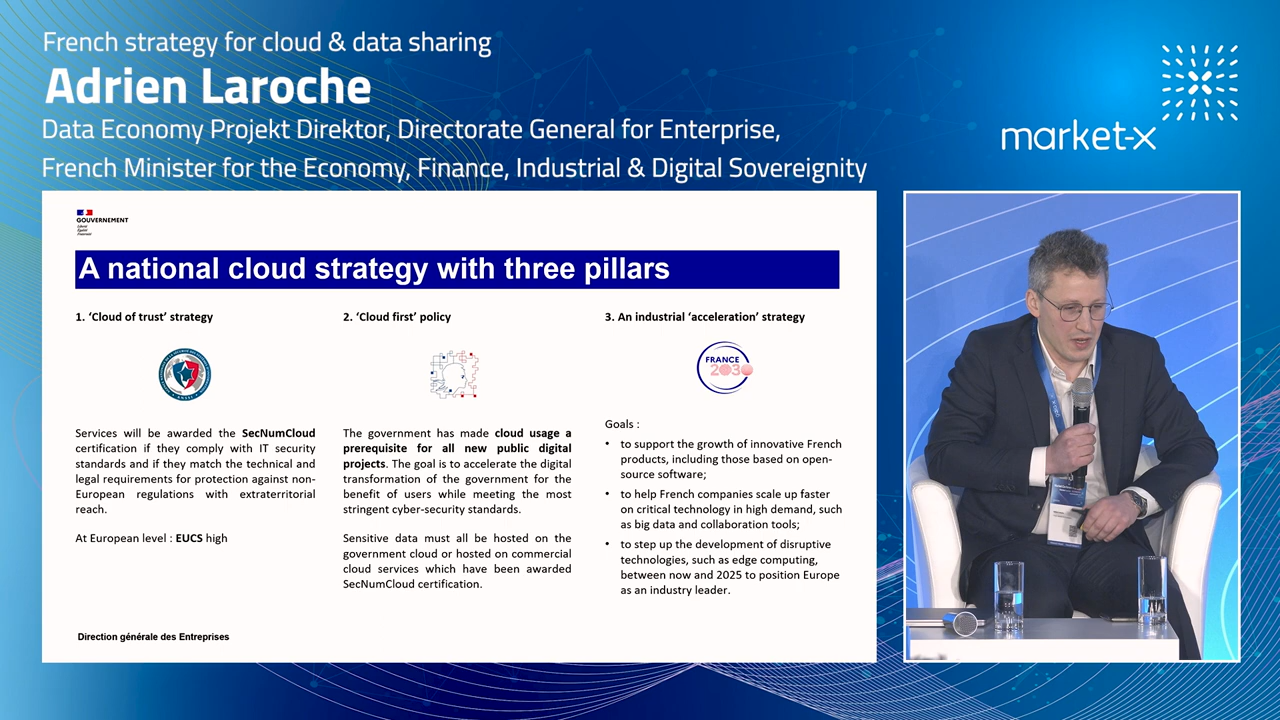 French strategy for cloud & data sharing
Adrien Laroche
Data Economy Projekt Direktor, Directorate General for Enterprise,
French Minister for the Economy, Finance, Industrial & Digital Sovereignity
market-x
GOUVERNEMENT
Liberté
Égalité
Fraternité
A national cloud strategy with three pillars
1. ‘Cloud of trust’ strategy
Services will be awarded the SecNumCloud
certification if they comply with IT security
standards and if they match the technical and
legal requirements for protection against non-
European regulations with extraterritorial
reach.
At European level : EUCS high
2. ‘Cloud first’ policy
The government has made cloud usage a
prerequisite for all new public digital
projects. The goal is to accelerate the digital
transformation of the government for the
benefit of users while meeting the most
stringent cyber-security standards.
Sensitive data must all be hosted on the
government cloud or hosted on commercial
cloud services which have been awarded
SecNumCloud certification.
3. An industrial ‘acceleration’ strategy
FRANCE
2030
Goals :
• to support the growth of innovative French
products, including those based on open-
source software;
• to help French companies scale up faster
on critical technology in high demand, such
as big data and collaboration tools;
• to step up the development of disruptive
technologies, such as edge computing,
between now and 2025 to position Europe
as an industry leader.
Direction générale des Entreprises